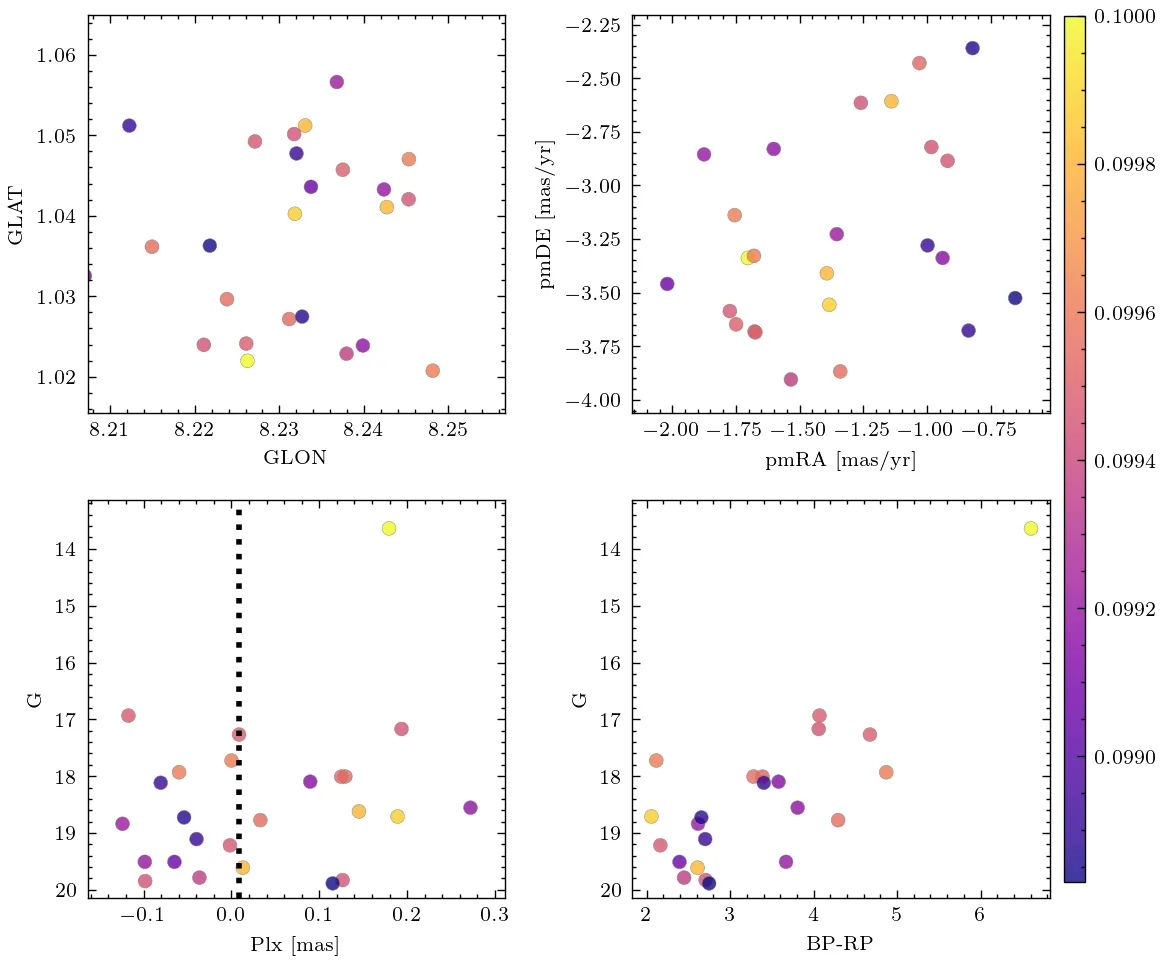 1.06
1.05
1.04
1.03
1.02
GLAT
8.21 8.22 8.23 8.24 8.25
GLON
−2.25
−2.50
−2.75
−3.00
−3.25
−3.50
−3.75
−4.00
pmDE [mas/yr]
−2.00 −1.75 −1.50 −1.25 −1.00 −0.75
pmRA [mas/yr]
0.1000
0.0998
0.0996
0.0994
0.0992
0.0990
14
15
16
17
18
19
20
G
−0.1 0.0 0.1 0.2 0.3
Plx [mas]
14
15
16
17
18
19
20
G
2 3 4 5 6
BP-RP